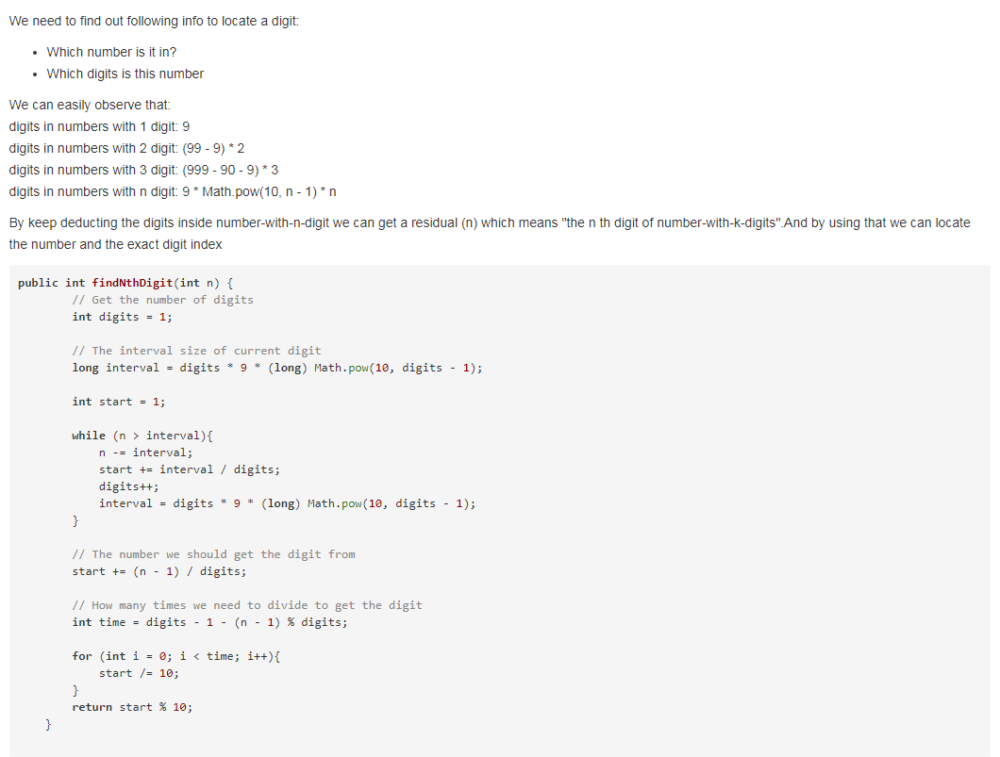 We need to find out following info to locate a digit:
• Which number is it in?
• Which digits is this number
We can easily observe that:
digits in numbers with 1 digit: 9
digits in numbers with 2 digit: (99 - 9) * 2
digits in numbers with 3 digit: (999 - 90 - 9) * 3
digits in numbers with n digit: 9 * Math.pow(10, n - 1) * n
By keep deducting the digits inside number-with-n-digit we can get a residual (n) which means "the n th digit of number-with-k-digits".And by using that we can locate
the number and the exact digit index
public int findNthDigit(int n) {
        // Get the number of digits
        int digits = 1;
        // The interval size of current digit
        long interval = digits * 9 * (long) Math.pow(10, digits - 1);
        int start = 1;
        while (n > interval){
            n -= interval;
            start += interval / digits;
            digits++;
            interval = digits * 9 * (long) Math.pow(10, digits - 1);
        }
        // The number we should get the digit from
        start += (n - 1) / digits;
        // How many times we need to divide to get the digit
        int time = digits - 1 - (n - 1) % digits;
        for (int i = 0; i < time; i++){
            start /= 10;
        }
        return start % 10;
    }